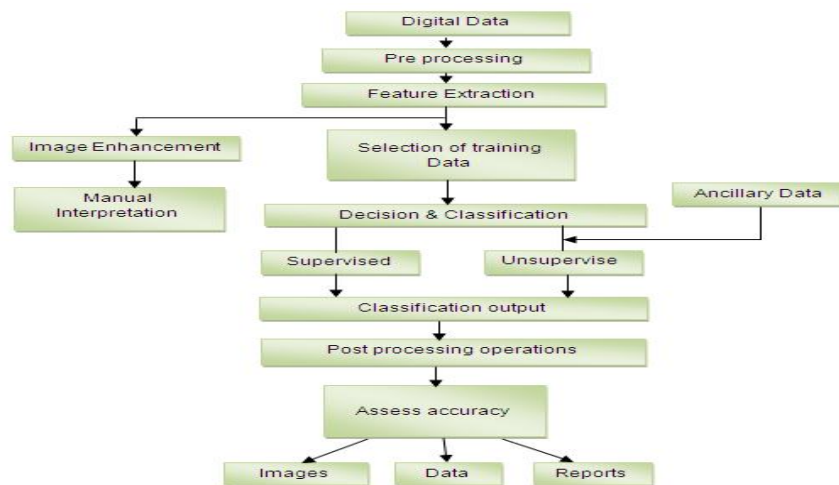 Digital Data
Pre processing
Feature Extraction
Image Enhancement
Selection of training
Data
Manual
Interpretation
Ancillary Data
Decision & Classification
Supervised
Unsupervise
Classification output
Post processing operations
Assess accuracy
Images
Data
Reports